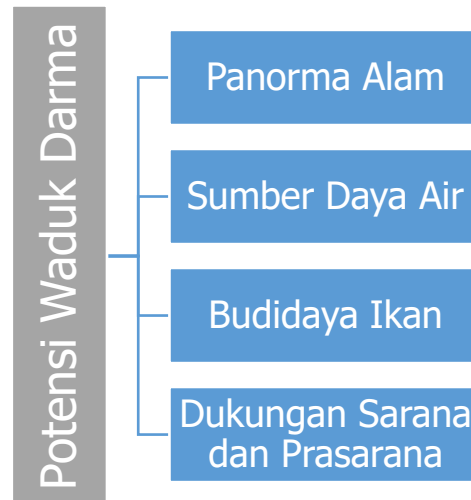 Potensi Waduk Darma
Panorma Alam
Sumber Daya Air
Budidaya Ikan
Dukungan Sarana
dan Prasarana